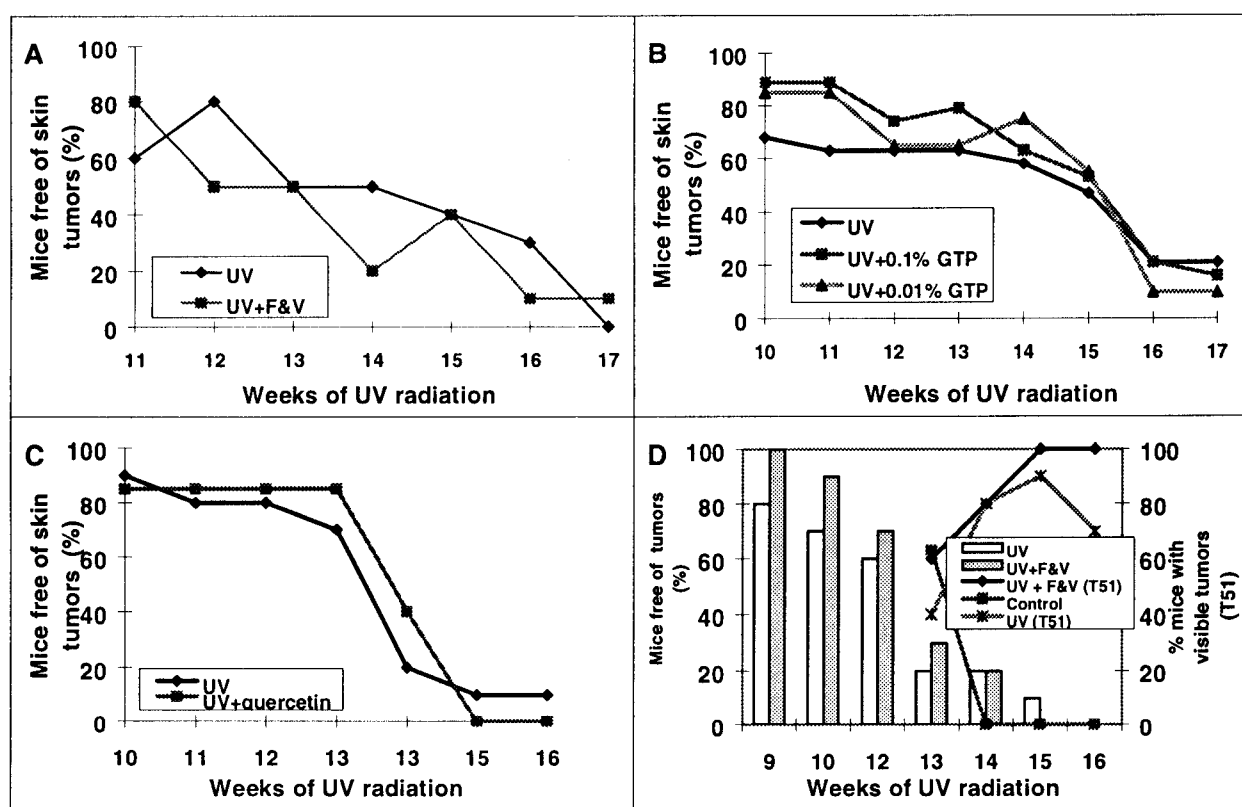 A
100
80
60
40
20
0
Mice free of skin
tumors (%)
UV
UV+F&V
11 12 13 14 15 16 17
Weeks of UV radiation
B
100
80
60
40
20
0
Mice free of skin
tumors (%)
UV
UV+0.1% GTP
UV+0.01% GTP
10 11 12 13 14 15 16 17
Weeks of UV radiation
C
100
80
60
40
20
0
Mice free of skin
tumors (%)
UV
UV+quercetin
10 11 12 13 13 15 16
Weeks of UV radiation
D
100
80
60
40
20
0
Mice free of tumors
(%)
UV
UV+F&V
UV + F&V (T51)
Control
UV (T51)
100
80
60
40
20
0
% mice with
visible tumors
(T51)
9 10 12 13 14 15 16
Weeks of UV radiation